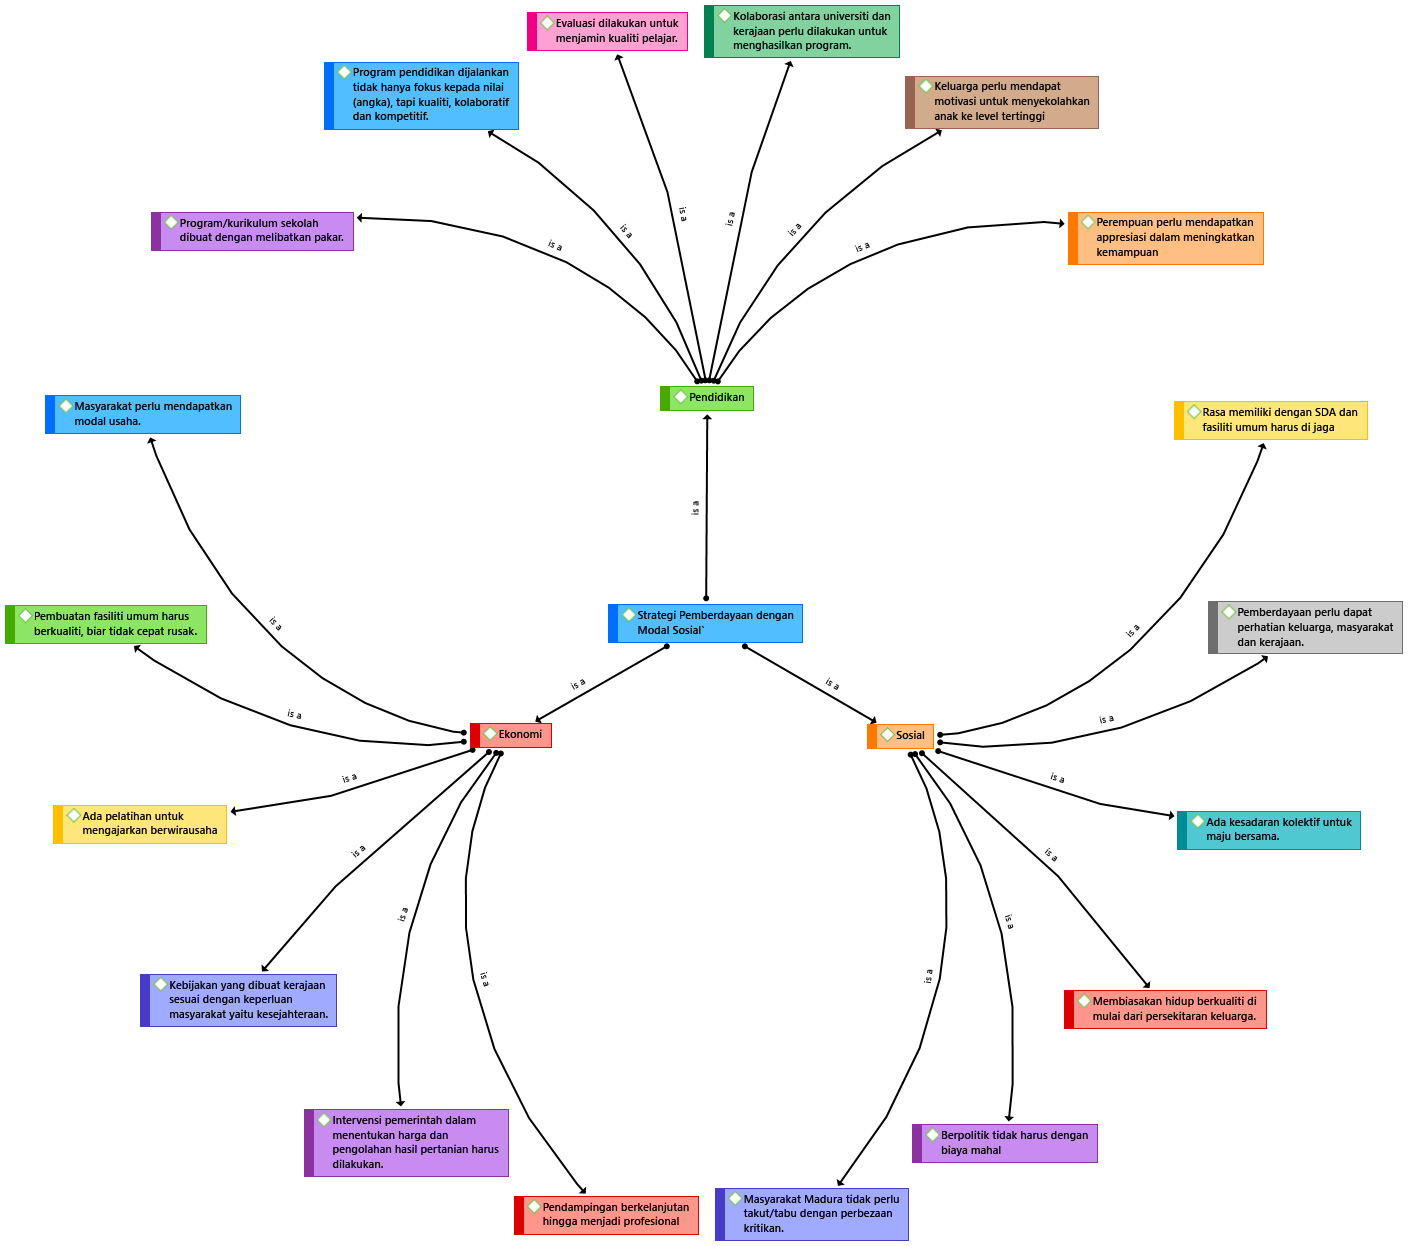 Evaluasi dilakukan untuk
menjamin kualiti pelajar.
Kolaborasi antara universiti dan
kerajaan perlu dilakukan untuk
menghasilkan program.
Program pendidikan dijalankan
tidak hanya fokus kepada nilai
(angka), tapi kualiti, kolaboratif
dan kompetitif.
Keluarga perlu mendapat
motivasi untuk menyekolahkan
anak ke level tertinggi
Program/kurikulum sekolah
dibuat dengan melibatkan pakar.
Perempuan perlu mendapatkan
appresiasi dalam meningkatkan
kemampuan
is a
is a
is a
is a
is a
is a
Pendidikan
Masyarakat perlu mendapatkan
modal usaha.
Rasa memiliki dengan SDA dan
fasiliti umum harus di jaga
is a
Pembuatan fasiliti umum harus
berkualiti, biar tidak cepat rusak.
Strategi Pemberdayaan dengan
Modal Sosial`
Pemberdayaan perlu dapat
perhatian keluarga, masyarakat
dan kerajaan.
is a
is a
is a
is a
is a
is a
Ekonomi
Sosial
is a
is a
Ada pelatihan untuk
mengajarkan berwirausaha
Ada kesadaran kolektif untuk
maju bersama.
is a
is a
is a
is a
is a
is a
Kebijakan yang dibuat kerajaan
sesuai dengan keperluan
masyarakat yaitu kesejahteraan.
Membiasakan hidup berkualiti di
mulai dari persekitaran keluarga.
Intervensi pemerintah dalam
menentukan harga dan
pengolahan hasil pertanian harus
dilakukan.
Berpolitik tidak harus dengan
biaya mahal
Pendampingan berkelanjutan
hingga menjadi profesional
Masyarakat Madura tidak perlu
takut/tabu dengan perbezaan
kritikan.